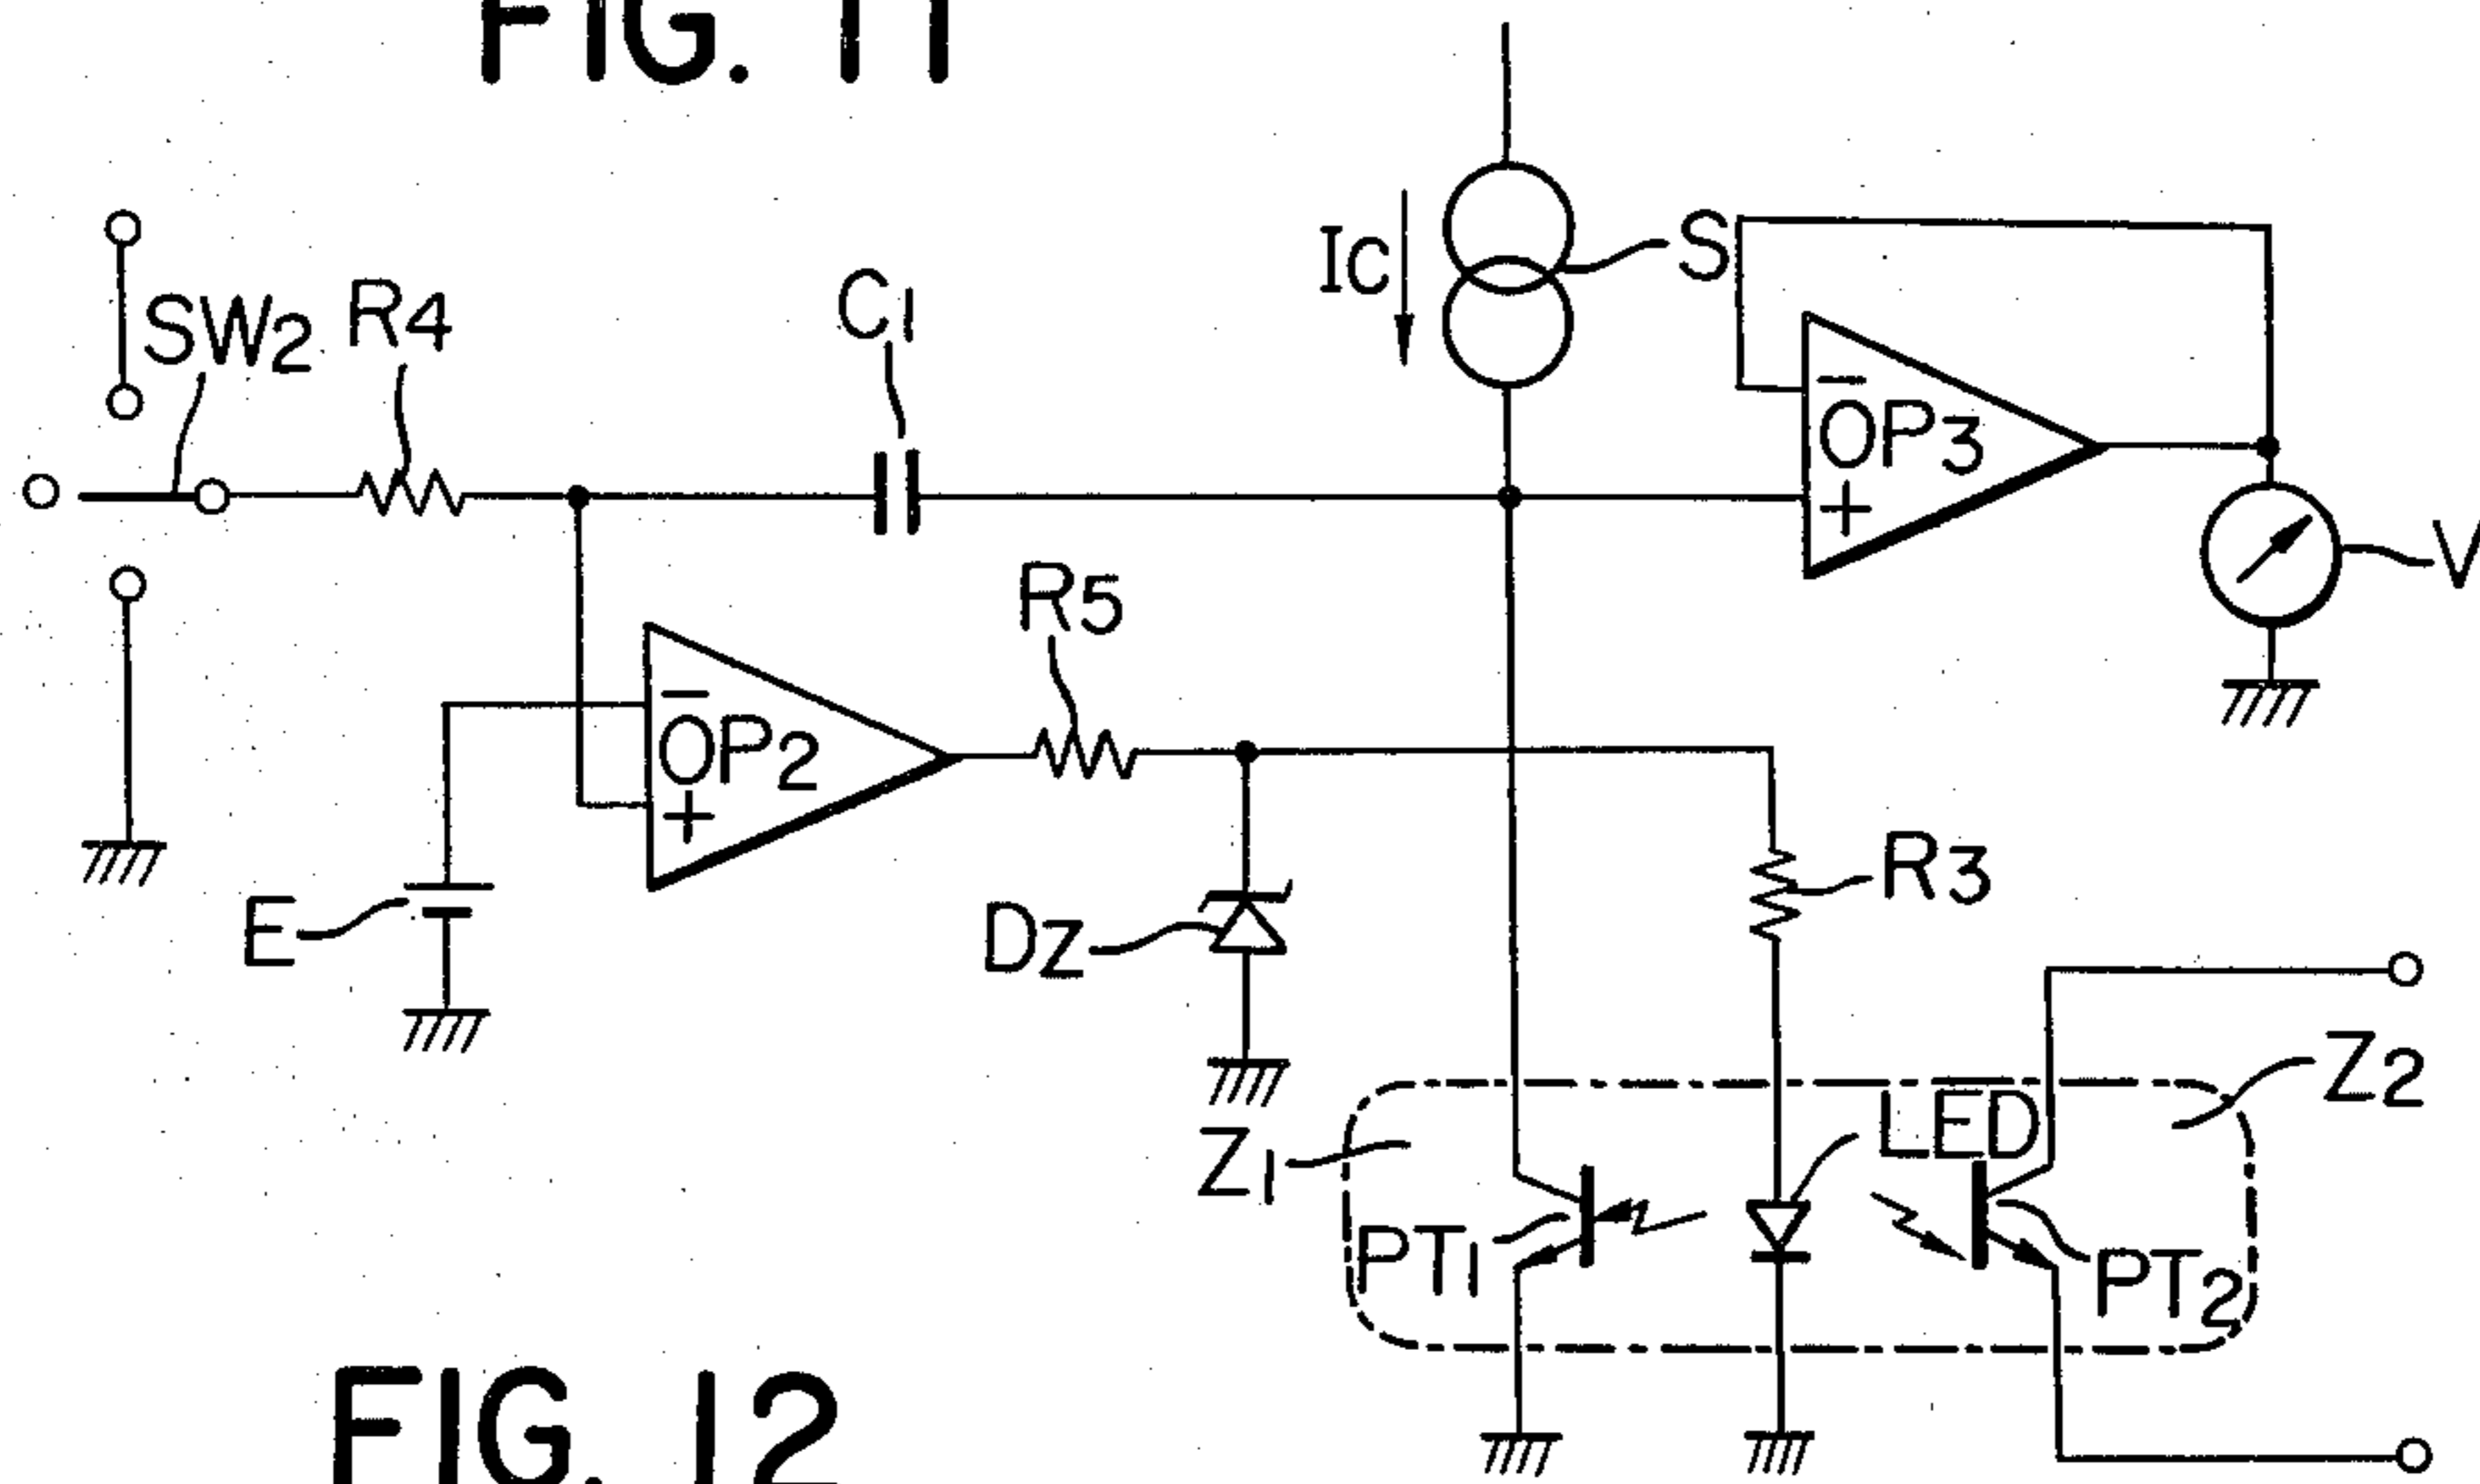 FIG. 11
SW2
R4
C1
IC
S
−
OP3
+
V
R5
−
OP2
+
E
DZ
R3
Z1
Z2
LED
PT1
PT2
FIG. 12